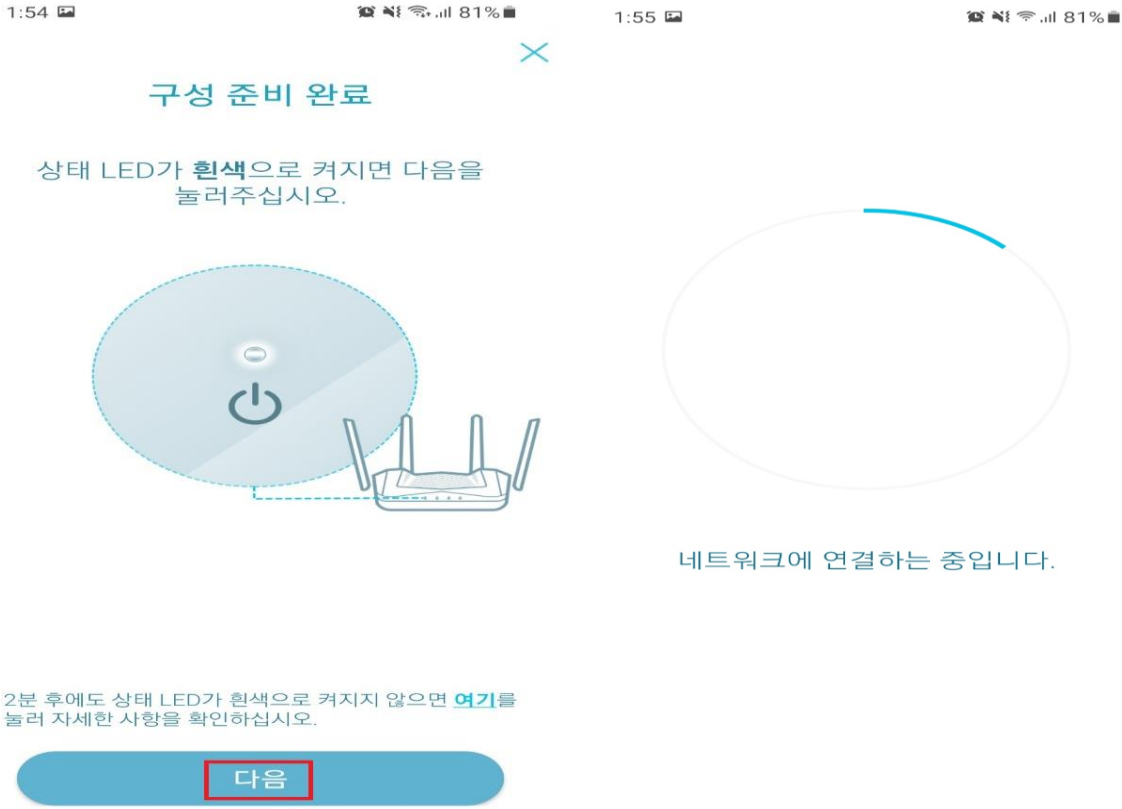 1:54
81%
구성 준비 완료
상태 LED가 흰색으로 켜지면 다음을
눌러주십시오.
2분 후에도 상태 LED가 흰색으로 켜지지 않으면 여기를
눌러 자세한 사항을 확인하십시오.
다음
1:55
81%
네트워크에 연결하는 중입니다.